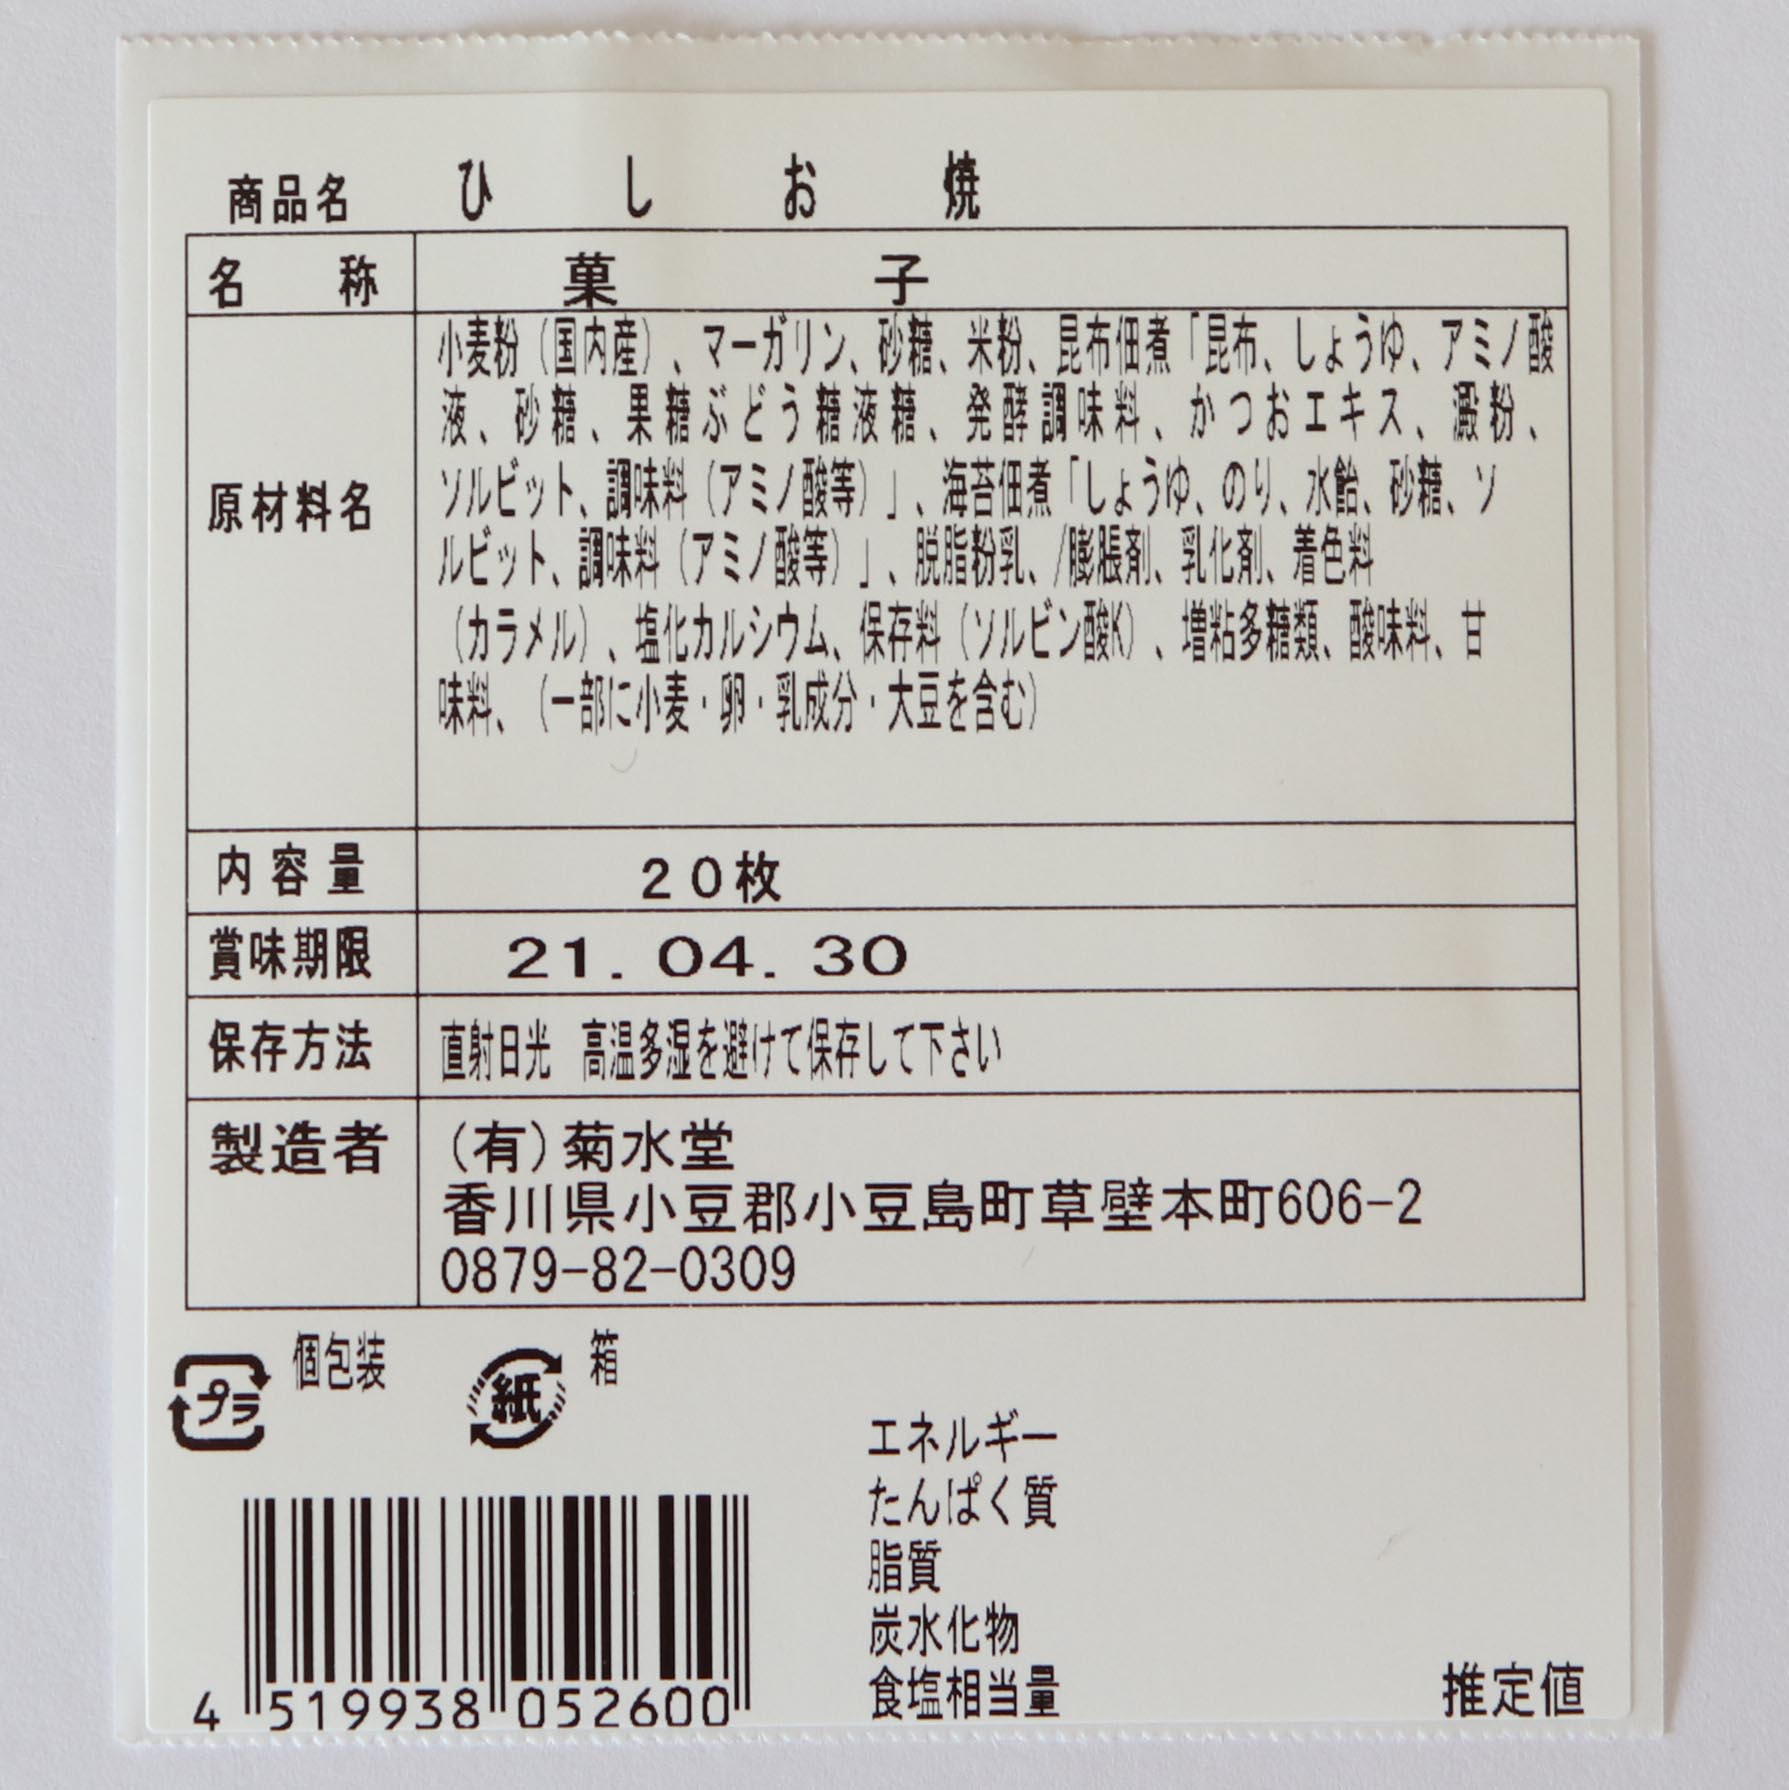 商品名 ひしお焼
名称 菓子
原材料名
小麦粉（国内産）、マーガリン、砂糖、米粉、昆布佃煮「昆布、しょうゆ、アミノ酸
液、砂糖、果糖ぶどう糖液糖、発酵調味料、かつおエキス、澱粉、
ソルビット、調味料（アミノ酸等）」、海苔佃煮「しょうゆ、のり、水飴、砂糖、ソ
ルビット、調味料（アミノ酸等）」、脱脂粉乳、/膨脹剤、乳化剤、着色料
（カラメル）、塩化カルシウム、保存料（ソルビン酸K）、増粘多糖類、酸味料、甘
味料、（一部に小麦・卵・乳成分・大豆を含む）
内容量 20枚
賞味期限 21.04.30
保存方法 直射日光 高温多湿を避けて保存して下さい
製造者 (有)菊水堂
香川県小豆郡小豆島町草壁本町606-2
0879-82-0309
プラ 個包装 紙 箱
エネルギー
たんぱく質
脂質
炭水化物
食塩相当量 推定値
4 519938 052600